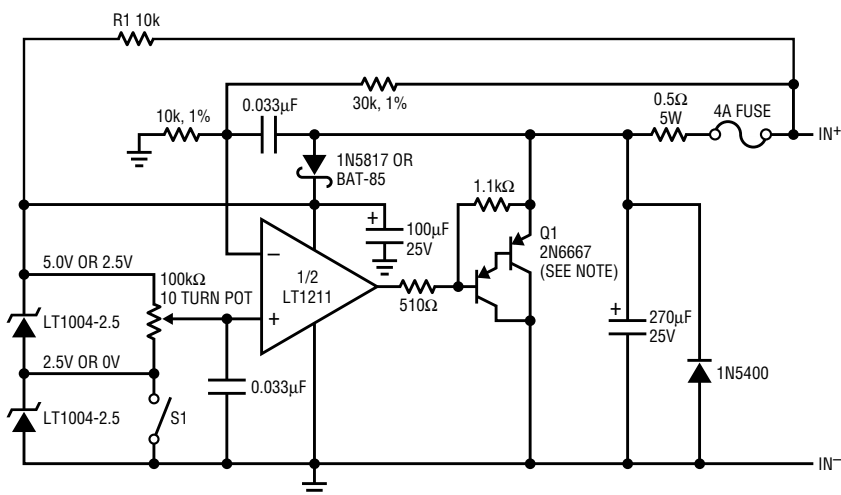 R1 10k
0.033µF
30k, 1%
10k, 1%
0.5Ω
5W
4A FUSE
IN+
1N5817 OR
BAT-85
1.1kΩ
+
100µF
25V
Q1
2N6667
(SEE NOTE)
5.0V OR 2.5V
100kΩ
10 TURN POT
–
1/2
LT1211
+
510Ω
LT1004-2.5
+
270µF
25V
2.5V OR 0V
1N5400
0.033µF
LT1004-2.5
S1
IN–